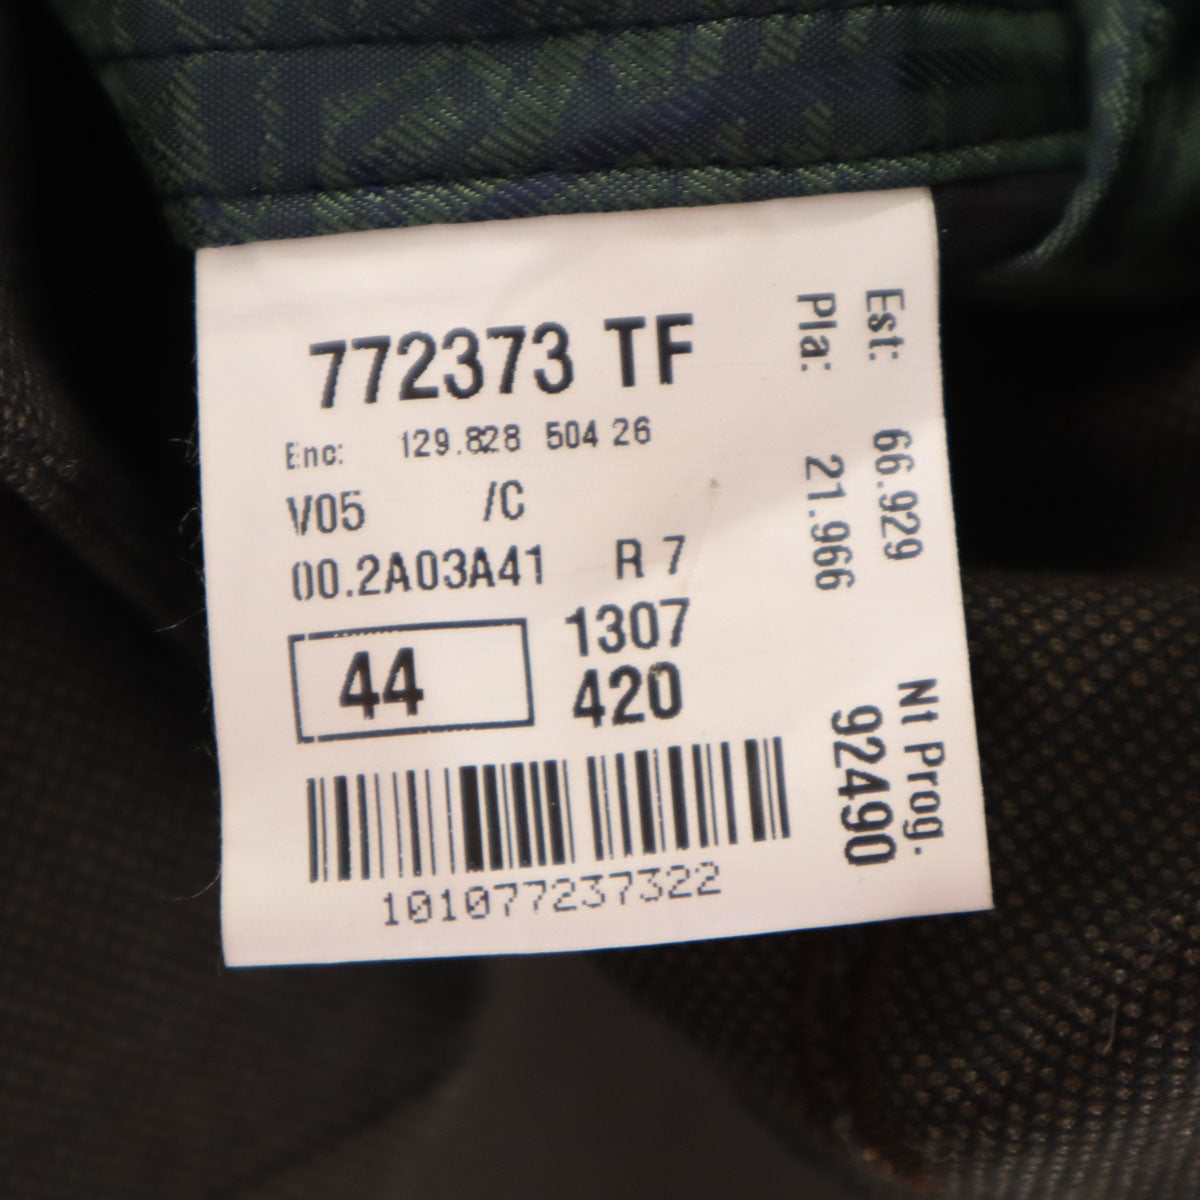 772373 TF
Enc: 129.828 504 26
V05 /C
00.2A03A41 R 7
44
1307
420
101077237322
Est: 66.929
Pla: 21.966
Nt Prog.
92490